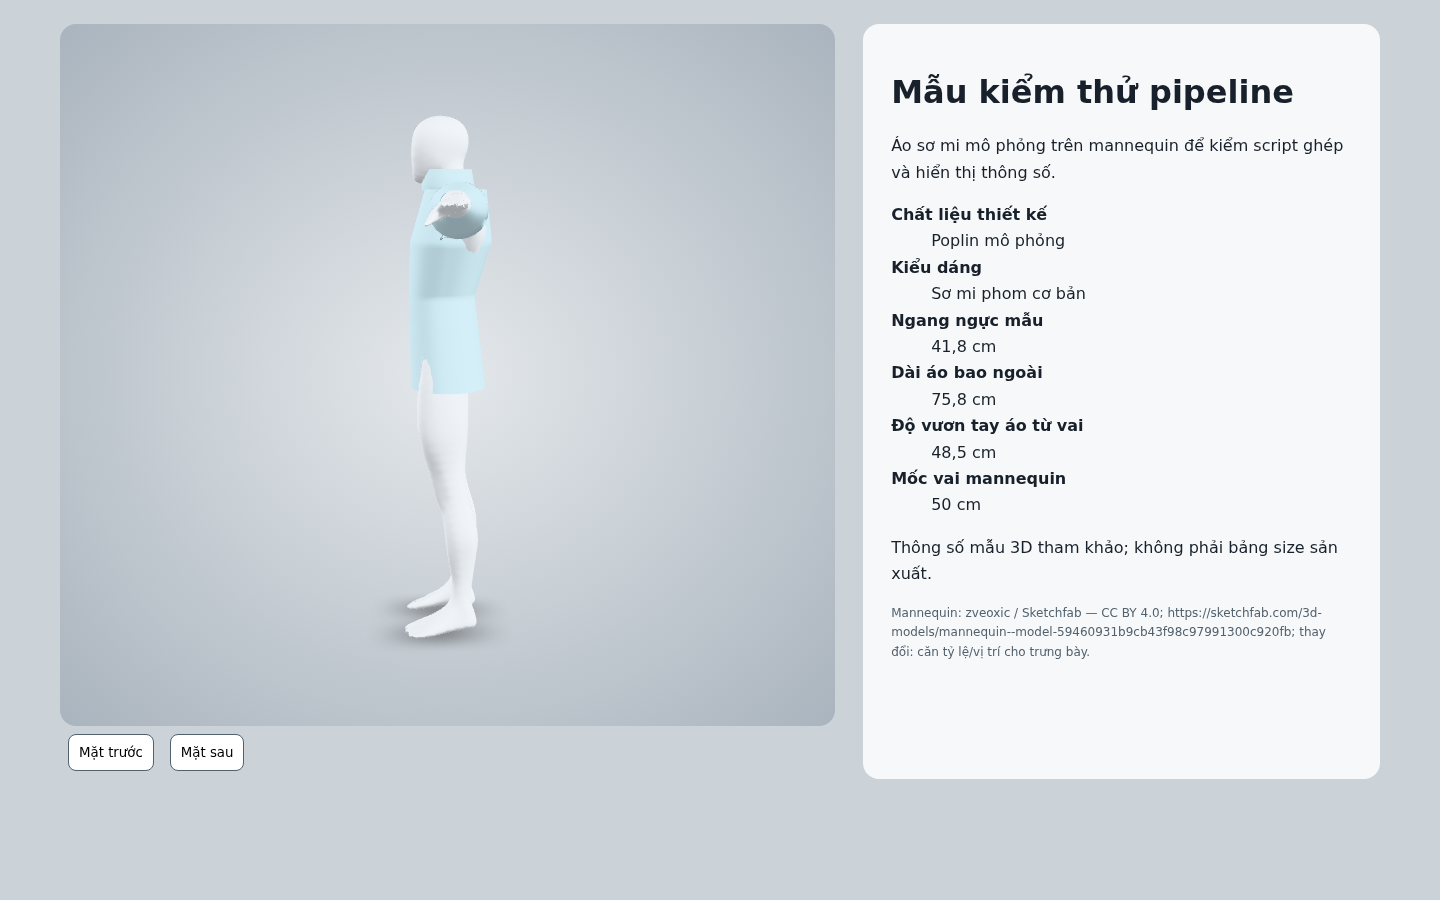 Mẫu kiểm thử pipeline
Áo sơ mi mô phỏng trên mannequin để kiểm script ghép
và hiển thị thông số.
Chất liệu thiết kế
Poplin mô phỏng
Kiểu dáng
Sơ mi phom cơ bản
Ngang ngực mẫu
41,8 cm
Dài áo bao ngoài
75,8 cm
Độ vươn tay áo từ vai
48,5 cm
Mốc vai mannequin
50 cm
Thông số mẫu 3D tham khảo; không phải bảng size sản
xuất.
Mannequin: zveoxic / Sketchfab — CC BY 4.0; https://sketchfab.com/3d-
models/mannequin--model-59460931b9cb43f98c97991300c920fb; thay
đổi: căn tỷ lệ/vị trí cho trưng bày.
Mặt trước
Mặt sau